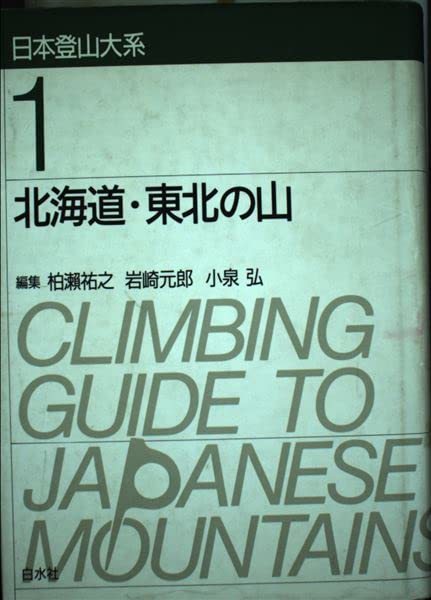 日本登山大系
1
北海道・東北の山
編集 柏瀬祐之 岩崎元郎 小泉 弘
CLIMBING
GUIDE TO
JAPANESE
MOUNTAINS
白水社